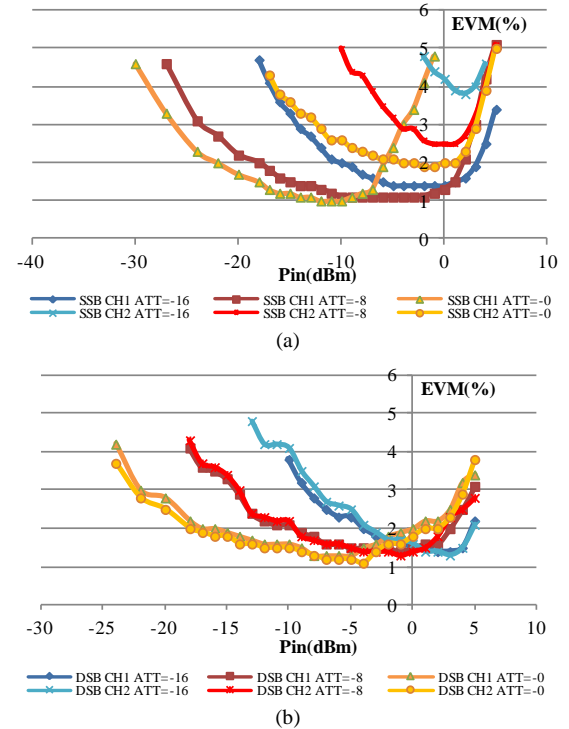 EVM(%)
6
5
4
3
2
1
0
-40 -30 -20 -10 0 10
Pin(dBm)
SSB CH1 ATT=-16 SSB CH1 ATT=-8 SSB CH1 ATT=-0
SSB CH2 ATT=-16 SSB CH2 ATT=-8 SSB CH2 ATT=-0
(a)
6
EVM(%)
5
4
3
2
1
0
-30 -25 -20 -15 -10 -5 0 5 10
Pin(dBm)
DSB CH1 ATT=-16 DSB CH1 ATT=-8 DSB CH1 ATT=-0
DSB CH2 ATT=-16 DSB CH2 ATT=-8 DSB CH2 ATT=-0
(b)